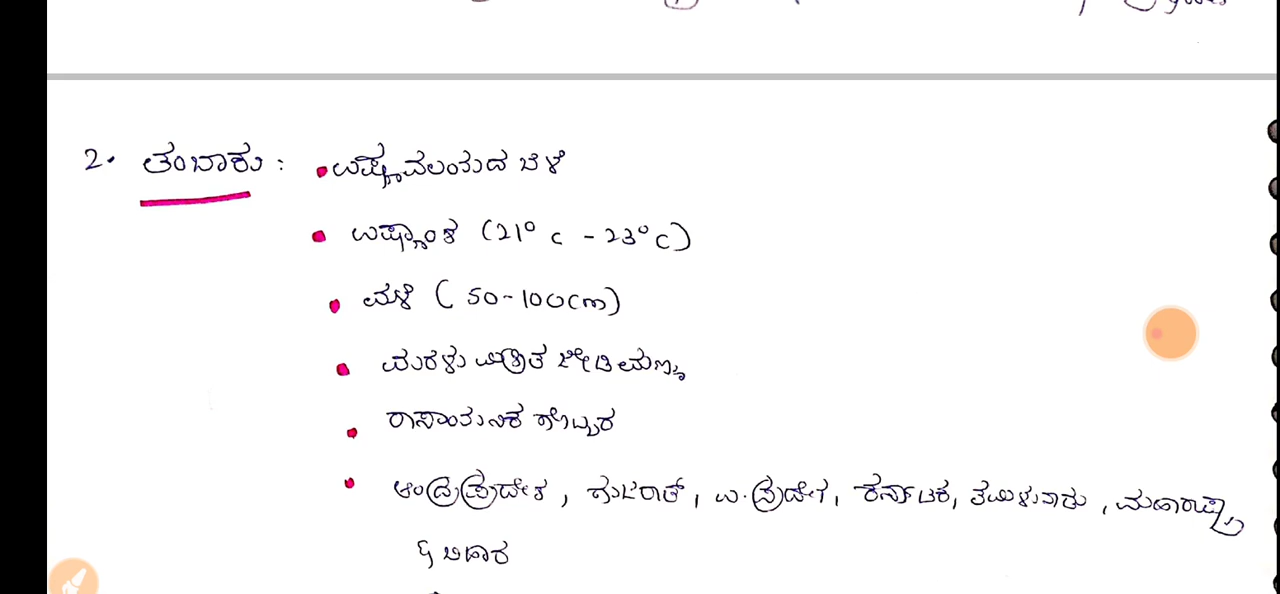 2. ತಂಬಾಕು : • ಉಷ್ಣವಲಯದ ಬೆಳೆ
• ಉಷ್ಣಾಂಶ (21° c - 23° c)
• ಮಳೆ ( 50-100cm)
• ಮರಳು ಮಿಶ್ರಿತ ಜೇಡಿಮಣ್ಣು
• ರಾಸಾಯನಿಕ ಗೊಬ್ಬರ
• ಆಂದ್ರಪ್ರದೇಶ, ಗುಜರಾತ್, ಉ.ಪ್ರದೇಶ, ಕರ್ನಾಟಕ, ತಮಿಳುನಾಡು, ಮಹಾರಾಷ್ಟ್ರ
& ಬಿಹಾರ